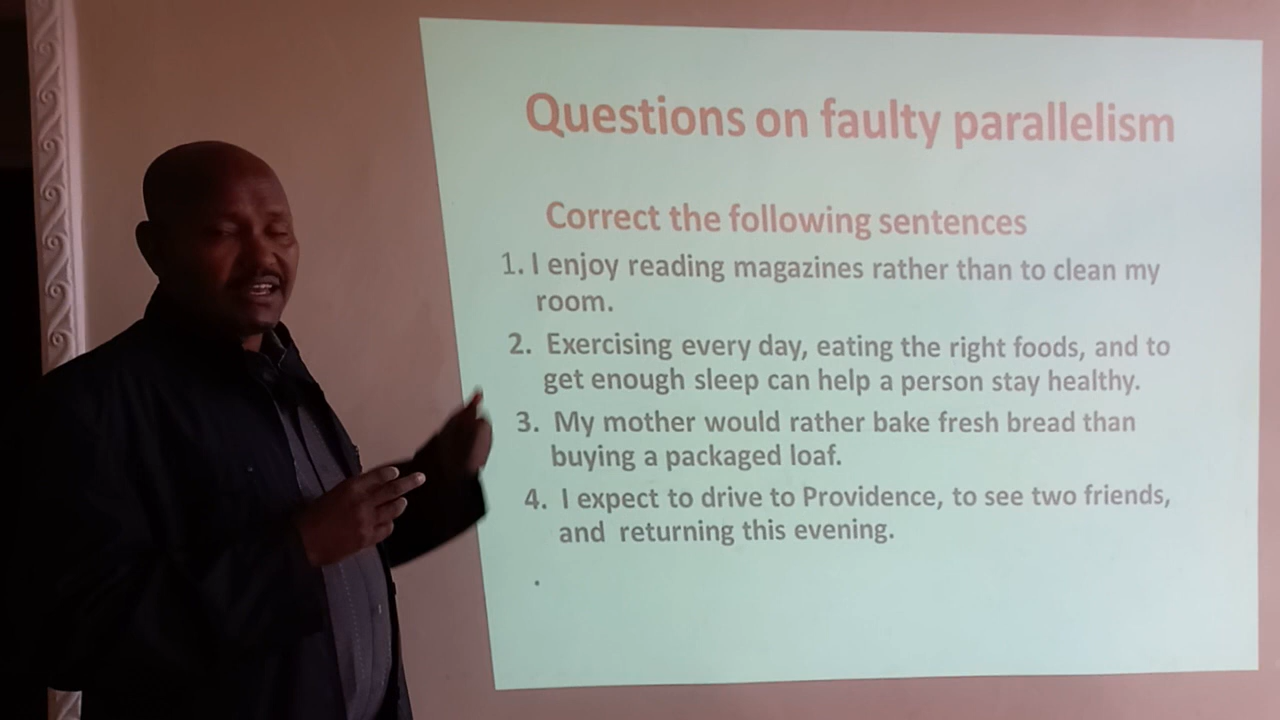 Questions on faulty parallelism
Correct the following sentences
1. I enjoy reading magazines rather than to clean my
room.
2. Exercising every day, eating the right foods, and to
get enough sleep can help a person stay healthy.
3. My mother would rather bake fresh bread than
buying a packaged loaf.
4. I expect to drive to Providence, to see two friends,
and returning this evening.
.